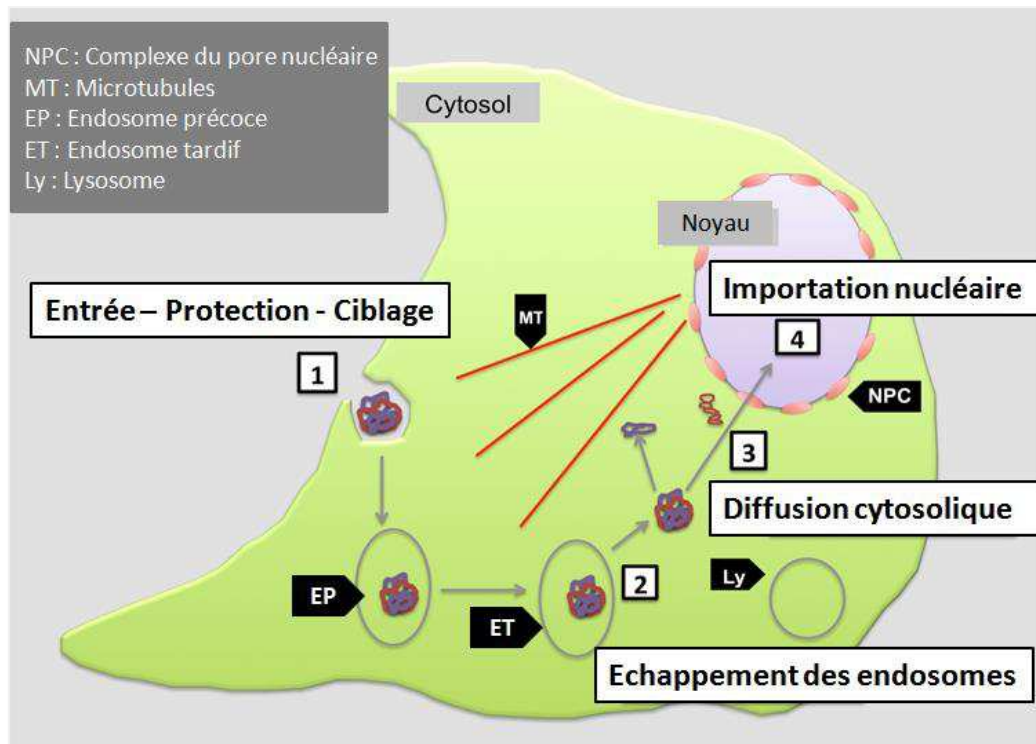 NPC : Complexe du pore nucléaire
MT : Microtubules
EP : Endosome précoce
ET : Endosome tardif
Ly : Lysosome
Cytosol
Noyau
Entrée – Protection - Ciblage
1
MT
Importation nucléaire
4
NPC
3
Diffusion cytosolique
EP
ET
2
Ly
Echappement des endosomes